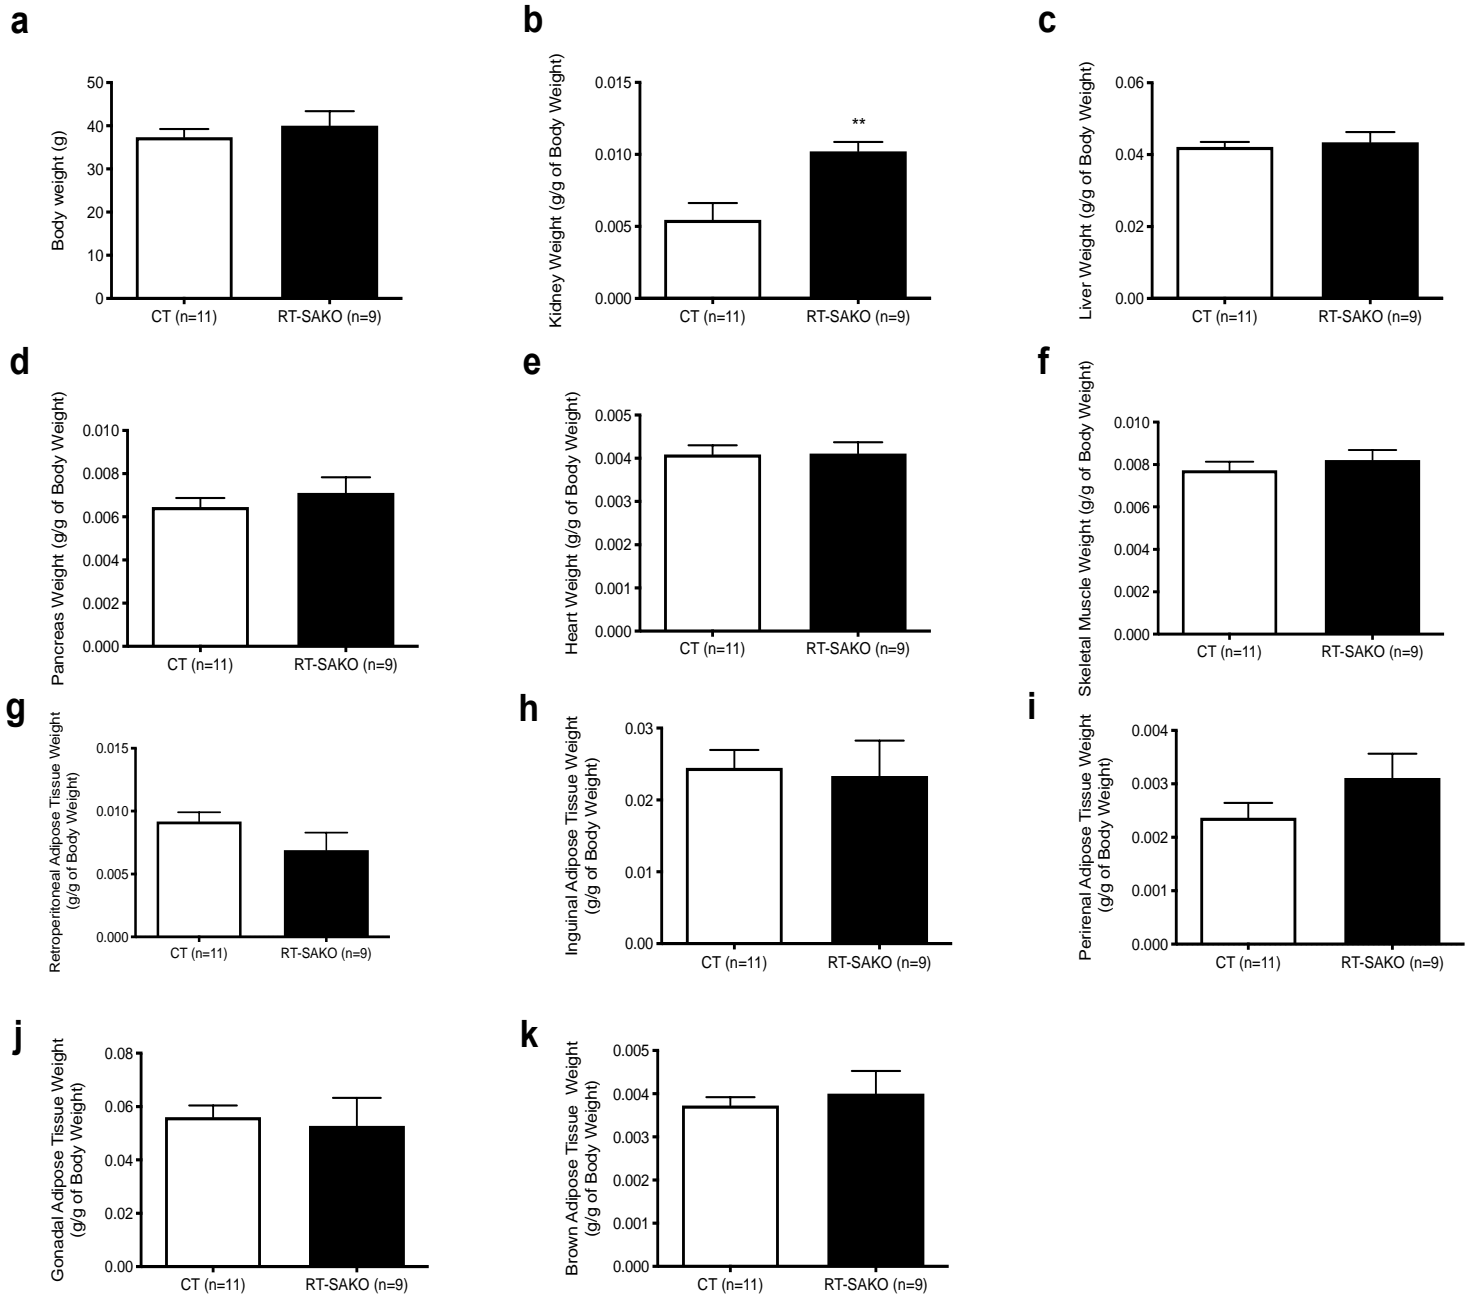 a
Body weight (g)
50
40
30
20
10
0
CT (n=11)
RT-SAKO (n=9)
b
Kidney Weight (g/g of Body Weight)
0.015
0.010
0.005
0.000
**
CT (n=11)
RT-SAKO (n=9)
c
Liver Weight (g/g of Body Weight)
0.06
0.04
0.02
0.00
CT (n=11)
RT-SAKO (n=9)
d
Pancreas Weight (g/g of Body Weight)
0.010
0.008
0.006
0.004
0.002
0.000
CT (n=11)
RT-SAKO (n=9)
e
Heart Weight (g/g of Body Weight)
0.005
0.004
0.003
0.002
0.001
0.000
CT (n=11)
RT-SAKO (n=9)
f
Skeletal Muscle Weight (g/g of Body Weight)
0.010
0.008
0.006
0.004
0.002
0.000
CT (n=11)
RT-SAKO (n=9)
g
Retroperitoneal Adipose Tissue Weight
(g/g of Body Weight)
0.015
0.010
0.005
0.000
CT (n=11)
RT-SAKO (n=9)
h
Inguinal Adipose Tissue Weight
(g/g of Body Weight)
0.03
0.02
0.01
0.00
CT (n=11)
RT-SAKO (n=9)
i
Perirenal Adipose Tissue Weight
(g/g of Body Weight)
0.004
0.003
0.002
0.001
0.000
CT (n=11)
RT-SAKO (n=9)
j
Gonadal Adipose Tissue Weight
(g/g of Body Weight)
0.08
0.06
0.04
0.02
0.00
CT (n=11)
RT-SAKO (n=9)
k
Brown Adipose Tissue Weight
(g/g of Body Weight)
0.005
0.004
0.003
0.002
0.001
0.000
CT (n=11)
RT-SAKO (n=9)